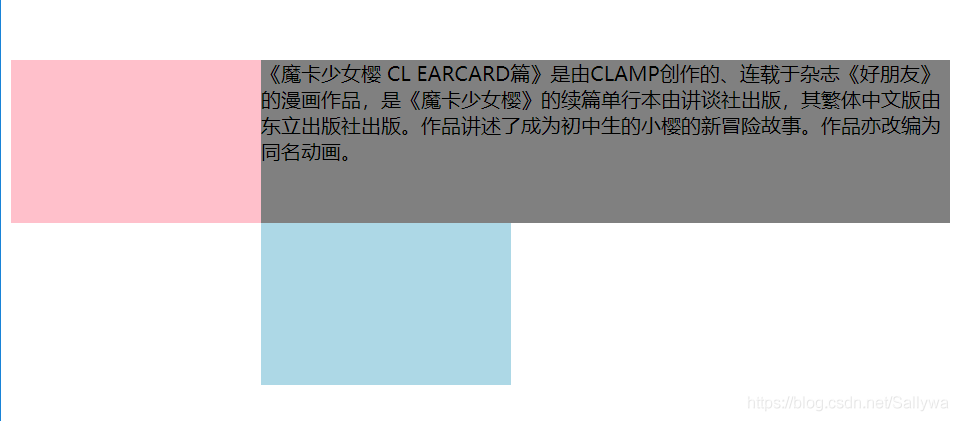 《魔卡少女樱 CL EARCARD篇》是由CLAMP创作的、连载于杂志《好朋友》
的漫画作品，是《魔卡少女樱》的续篇单行本由讲谈社出版，其繁体中文版由
东立出版社出版。作品讲述了成为初中生的小樱的新冒险故事。作品亦改编为
同名动画。
https://blog.csdn.net/Sallywa